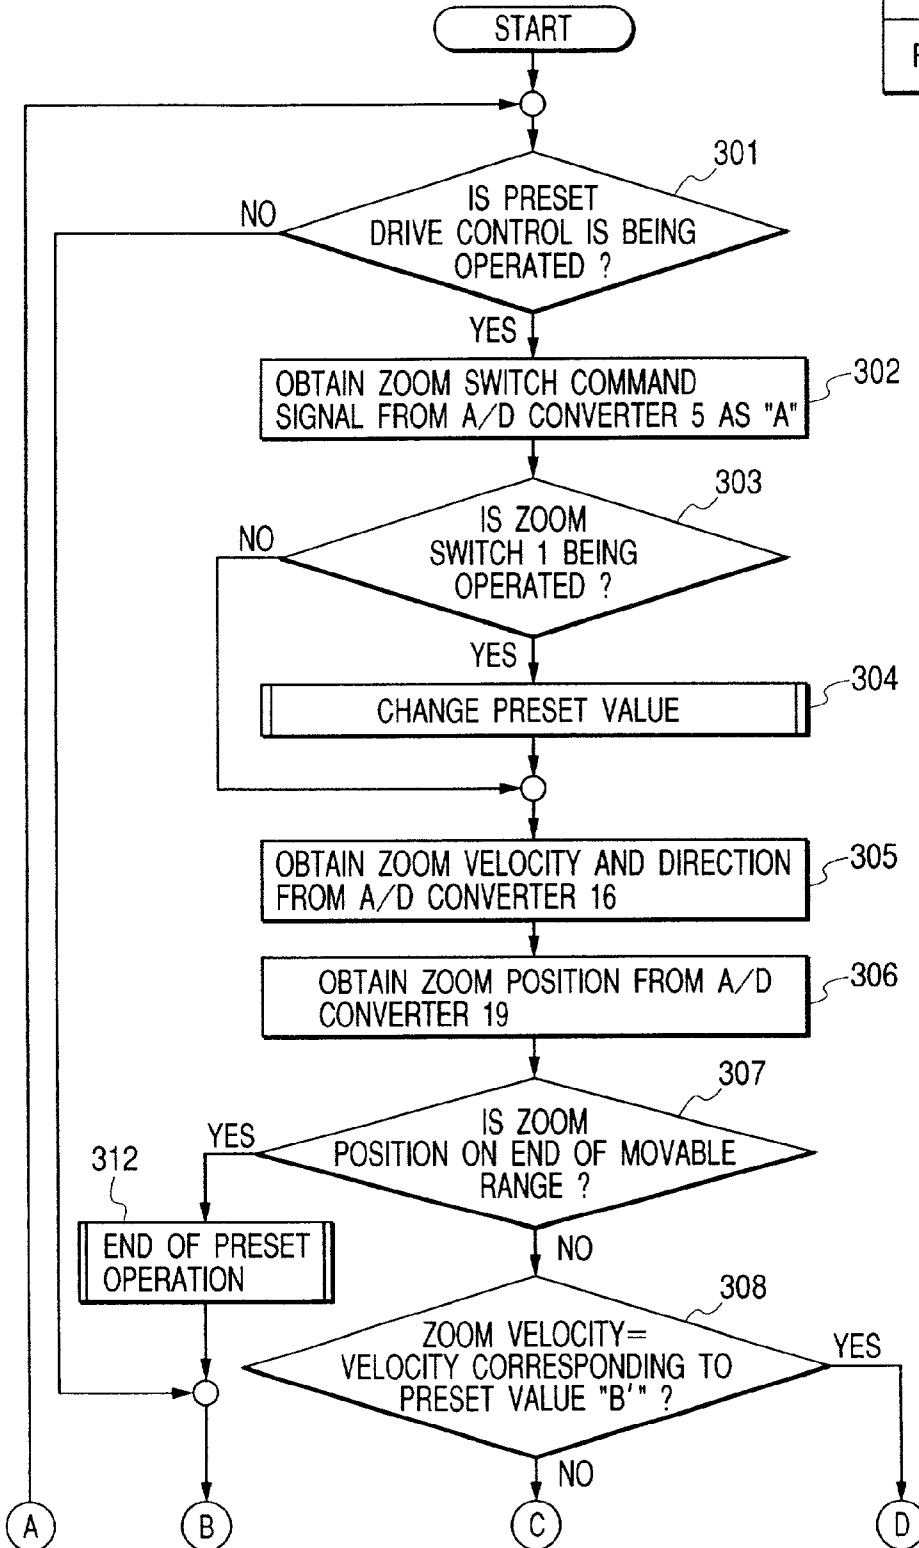 START
F
301
IS PRESET
DRIVE CONTROL IS BEING
OPERATED ?
NO
YES
302
OBTAIN ZOOM SWITCH COMMAND
SIGNAL FROM A/D CONVERTER 5 AS "A"
303
IS ZOOM
SWITCH 1 BEING
OPERATED ?
NO
YES
304
CHANGE PRESET VALUE
305
OBTAIN ZOOM VELOCITY AND DIRECTION
FROM A/D CONVERTER 16
306
OBTAIN ZOOM POSITION FROM A/D
CONVERTER 19
307
IS ZOOM
POSITION ON END OF MOVABLE
RANGE ?
YES
NO
312
END OF PRESET
OPERATION
308
ZOOM VELOCITY=
VELOCITY CORRESPONDING TO
PRESET VALUE "B'" ?
YES
NO
A
B
C
D